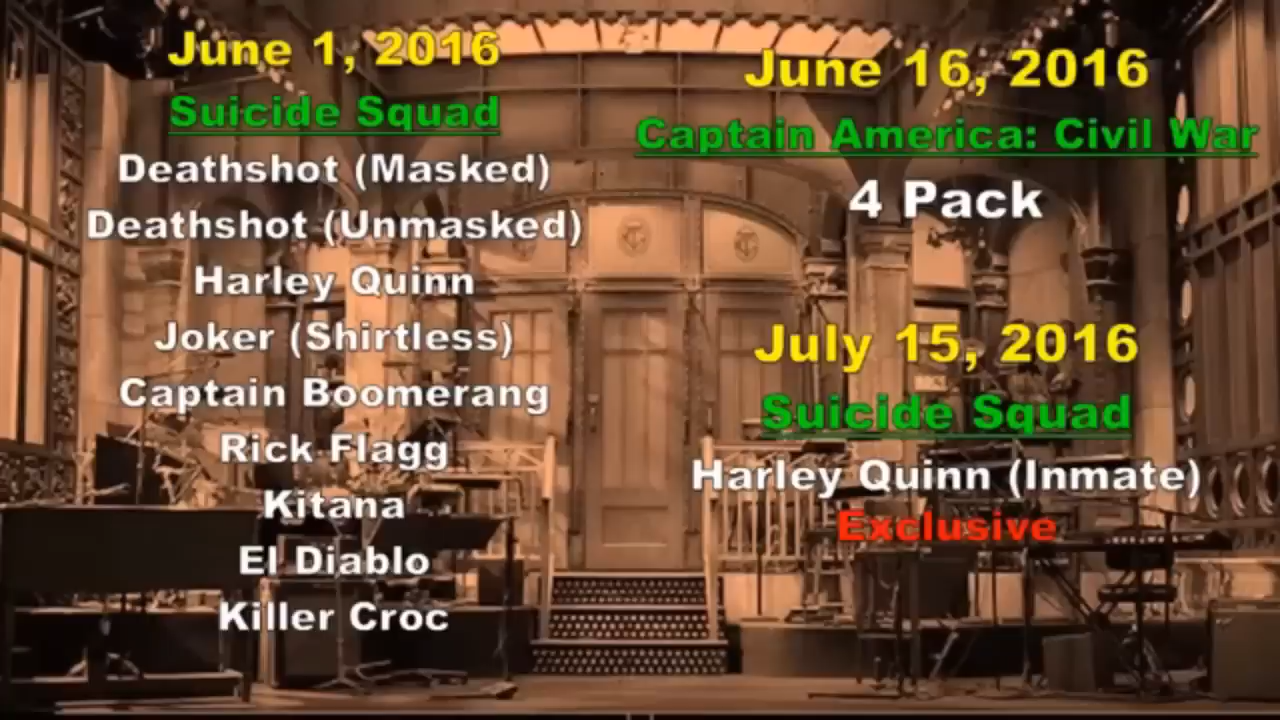 June 1, 2016
Suicide Squad
Deathshot (Masked)
Deathshot (Unmasked)
Harley Quinn
Joker (Shirtless)
Captain Boomerang
Rick Flagg
Kitana
El Diablo
Killer Croc
June 16, 2016
Captain America: Civil War
4 Pack
July 15, 2016
Suicide Squad
Harley Quinn (Inmate)
Exclusive